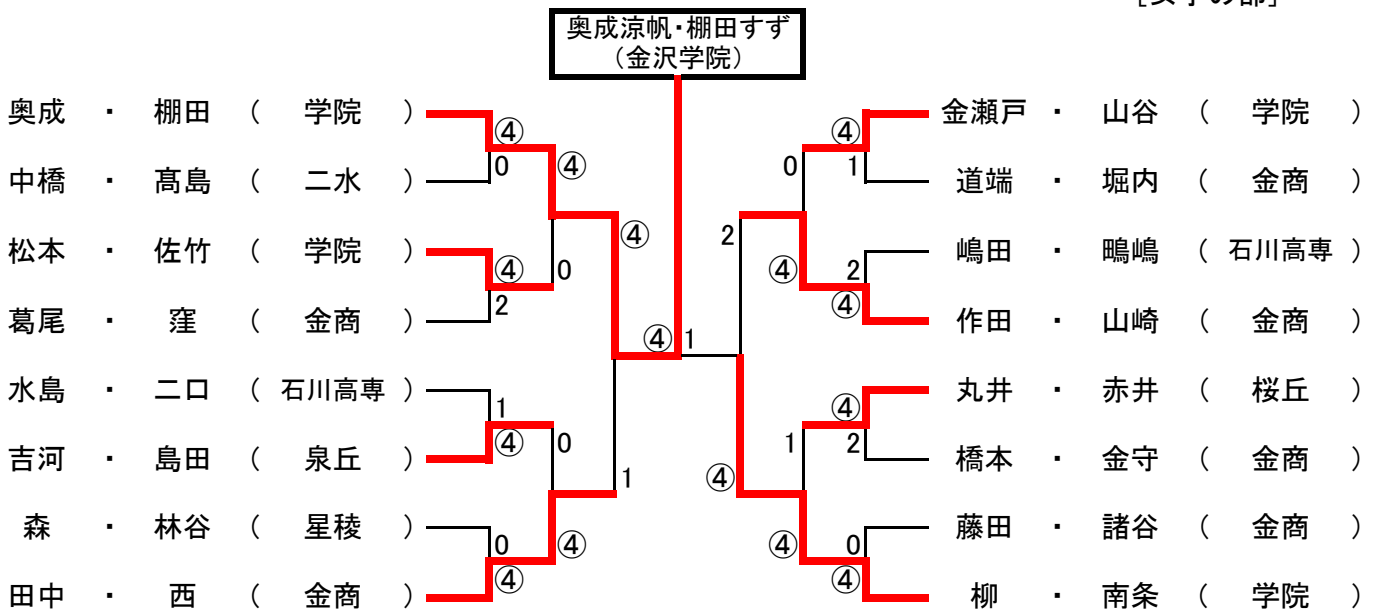 奥成涼帆・棚田すず
（金沢学院）
奥成 ・ 棚田 （ 学院 ） ④ ④ 金瀬戸 ・ 山谷 （ 学院 ）
0 ④ 0 1
中橋 ・ 髙島 （ 二水 ） 道端 ・ 堀内 （ 金商 ）
④ 2
松本 ・ 佐竹 （ 学院 ） 嶋田 ・ 鴫嶋 （ 石川高専 ）
④ 0 ④ 2
2 ④
葛尾 ・ 窪 （ 金商 ） 作田 ・ 山崎 （ 金商 ）
④ 1
水島 ・ 二口 （ 石川高専 ） 丸井 ・ 赤井 （ 桜丘 ）
1 ④
④ 0 1 2
吉河 ・ 島田 （ 泉丘 ） 橋本 ・ 金守 （ 金商 ）
1 ④
森 ・ 林谷 （ 星稜 ） 藤田 ・ 諸谷 （ 金商 ）
0 ④ ④ 0
④ ④
田中 ・ 西 （ 金商 ） 柳 ・ 南条 （ 学院 ）